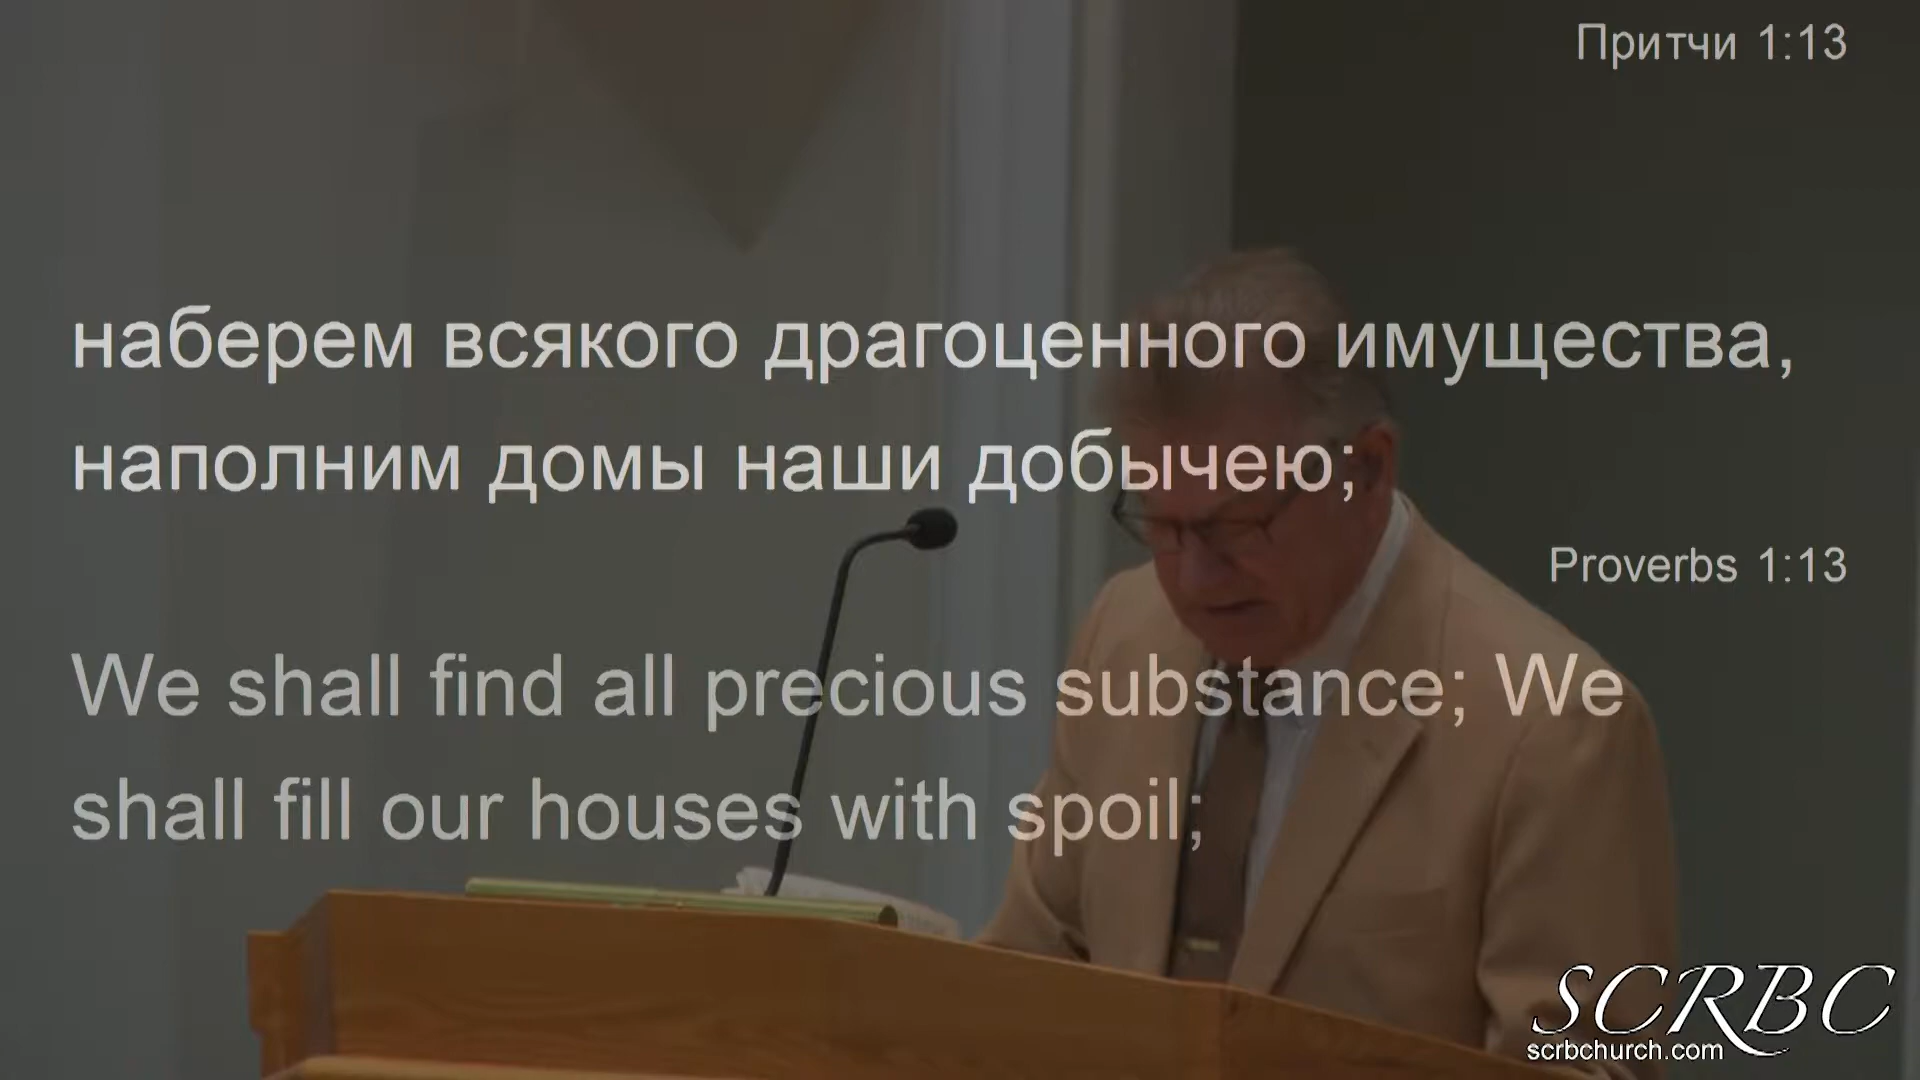 Притчи 1:13
наберем всякого драгоценного имущества,
наполним домы наши добычею;
Proverbs 1:13
We shall find all precious substance; We
shall fill our houses with spoil;
SCRBC
scrbchurch.com